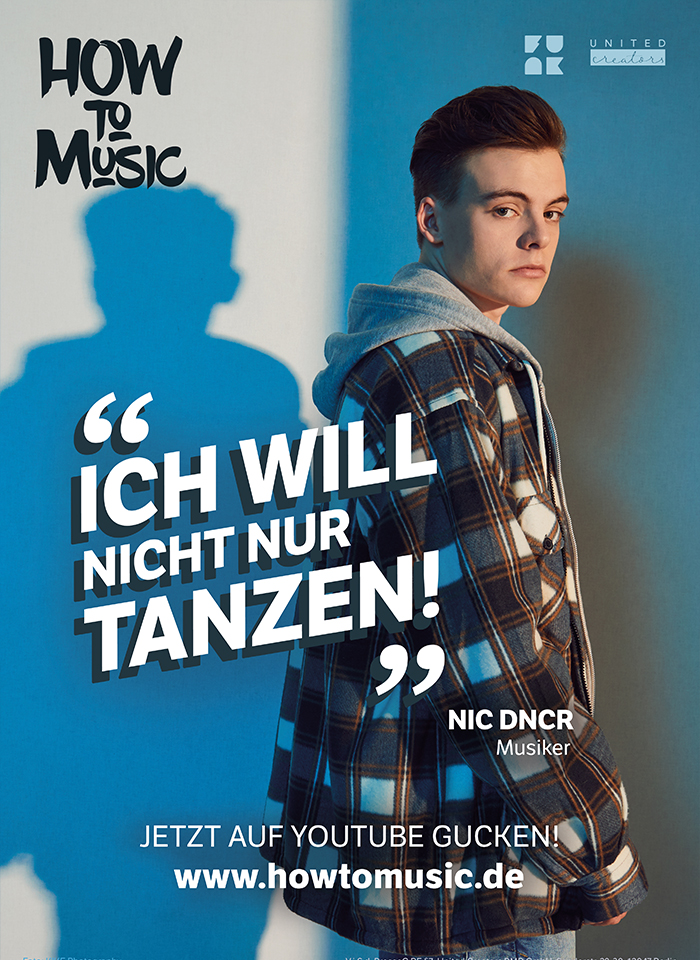 HOW
TO
MUSIC
FUNK
UNITED
creators
“
ICH WILL
NICHT NUR
TANZEN!
”
NIC DNCR
Musiker
JETZT AUF YOUTUBE GUCKEN!
www.howtomusic.de